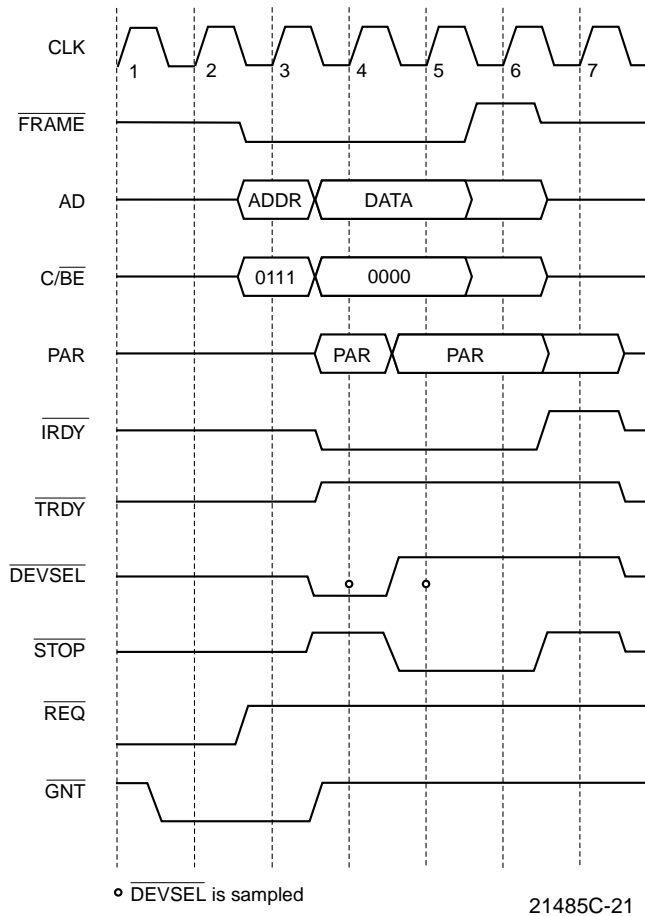 CLK
1 2 3 4 5 6 7
FRAME
AD ADDR DATA
C/BE 0111 0000
PAR PAR PAR
IRDY
TRDY
DEVSEL
STOP
REQ
GNT
DEVSEL is sampled
21485C-21